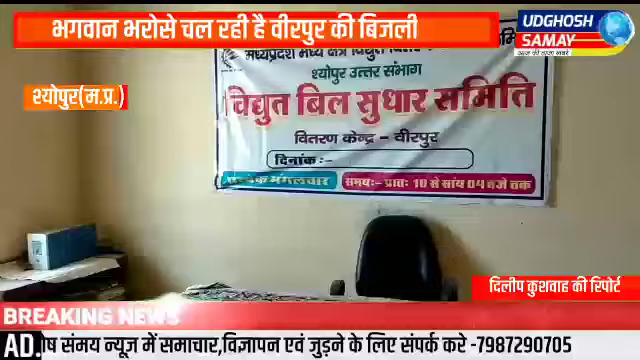 भगवान भरोसे चल रही है वीरपुर की बिजली
UDGHOSH
SAMAY
श्योपुर(म.प्र.)
मध्यप्रदेश मध्य क्षेत्र विद्युत
श्योपुर उत्तर संभाग
विद्युत बिल सुधार समिति
वितरण केन्द्र – वीरपुर
दिनांक :-
मंगलवार
समयः- प्रातः 10 से सांय 04 बजे तक
दिलीप कुशवाह की रिपोर्ट
BREAKING NEWS
AD. ष संमय न्यूज में समाचार,विज्ञापन एवं जुड़ने के लिए संपर्क करे -7987290705